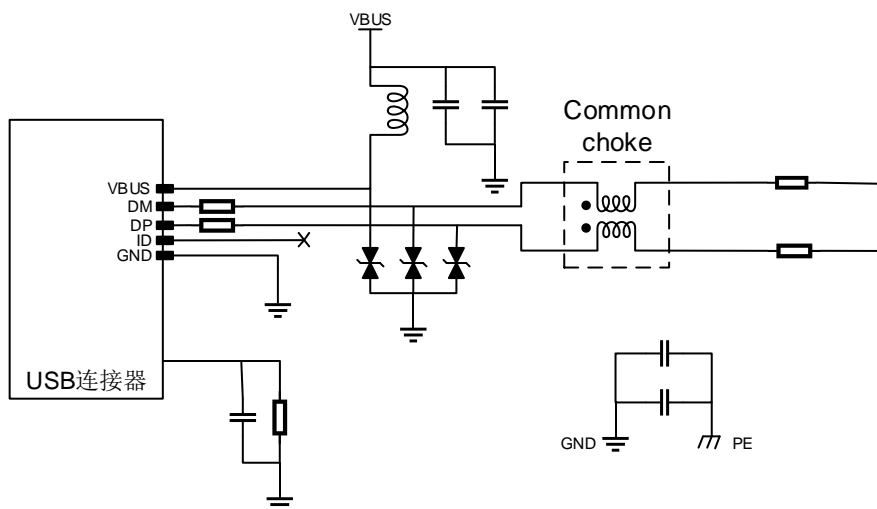 VBUS
Common
choke
VBUS
DM
DP
ID
GND
USB连接器
GND
PE